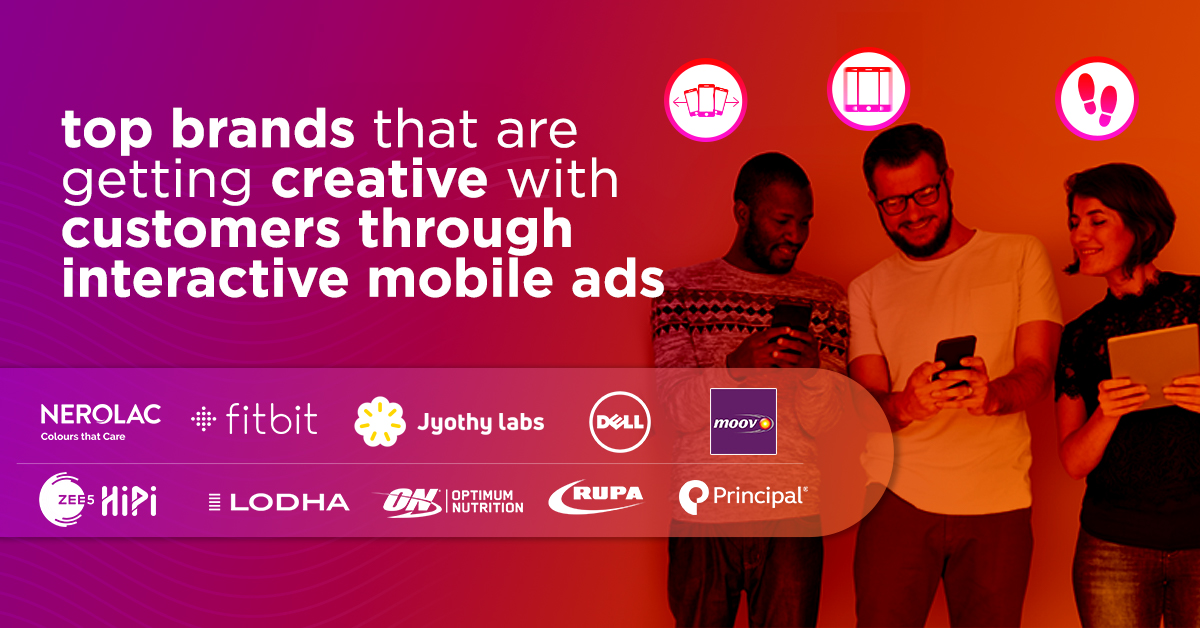 top brands that are
getting creative with
customers through
interactive mobile ads
NEROLAC
Colours that Care
fitbit
Jyothy labs
DELL
moov
ZEE5 HiPi
LODHA
ON OPTIMUM
NUTRITION
RUPA
Principal®